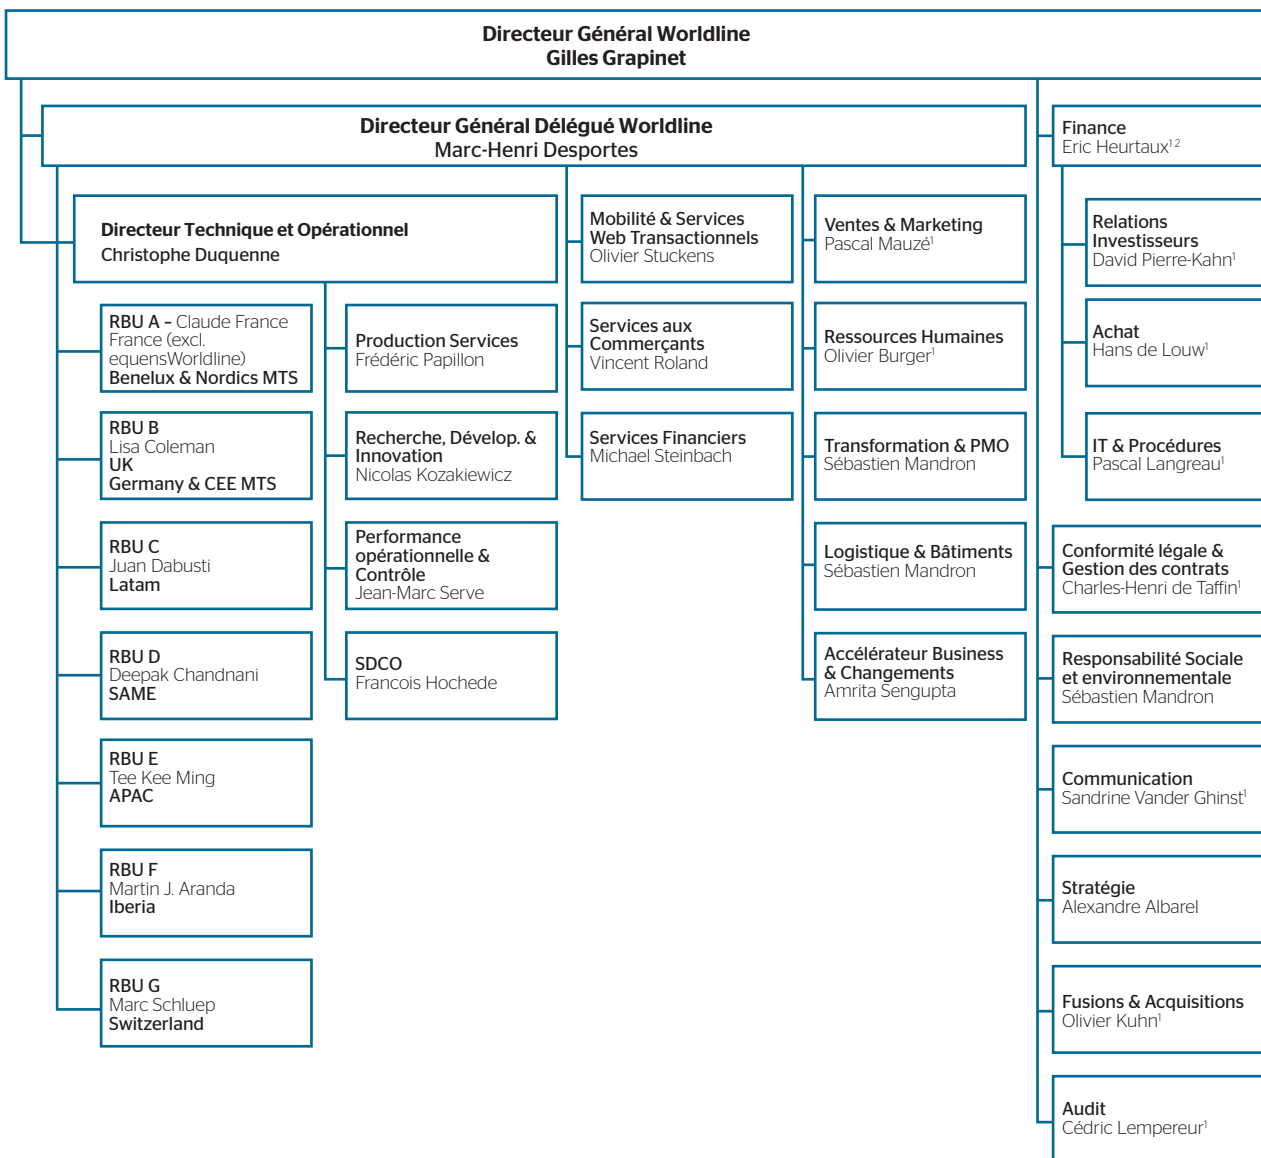 Directeur Général Worldline
Gilles Grapinet
Directeur Général Délégué Worldline
Marc-Henri Desportes
Directeur Technique et Opérationnel
Christophe Duquenne
RBU A – Claude France
France (excl.
equensWorldline)
Benelux & Nordics MTS
RBU B
Lisa Coleman
UK
Germany & CEE MTS
RBU C
Juan Dabusti
Latam
RBU D
Deepak Chandnani
SAME
RBU E
Tee Kee Ming
APAC
RBU F
Martin J. Aranda
Iberia
RBU G
Marc Schluep
Switzerland
Production Services
Frédéric Papillon
Recherche, Dévelop. &
Innovation
Nicolas Kozakiewicz
Performance
opérationnelle &
Contrôle
Jean-Marc Serve
SDCO
Francois Hochede
Mobilité & Services
Web Transactionnels
Olivier Stuckens
Services aux
Commerçants
Vincent Roland
Services Financiers
Michael Steinbach
Ventes & Marketing
Pascal Mauzé¹
Ressources Humaines
Olivier Burger¹
Transformation & PMO
Sébastien Mandron
Logistique & Bâtiments
Sébastien Mandron
Accélérateur Business
& Changements
Amrita Sengupta
Finance
Eric Heurtaux¹ ²
Relations
Investisseurs
David Pierre-Kahn¹
Achat
Hans de Louw¹
IT & Procédures
Pascal Langreau¹
Conformité légale &
Gestion des contrats
Charles-Henri de Taffin¹
Responsabilité Sociale
et environnementale
Sébastien Mandron
Communication
Sandrine Vander Ghinst¹
Stratégie
Alexandre Albarel
Fusions & Acquisitions
Olivier Kuhn¹
Audit
Cédric Lempereur¹